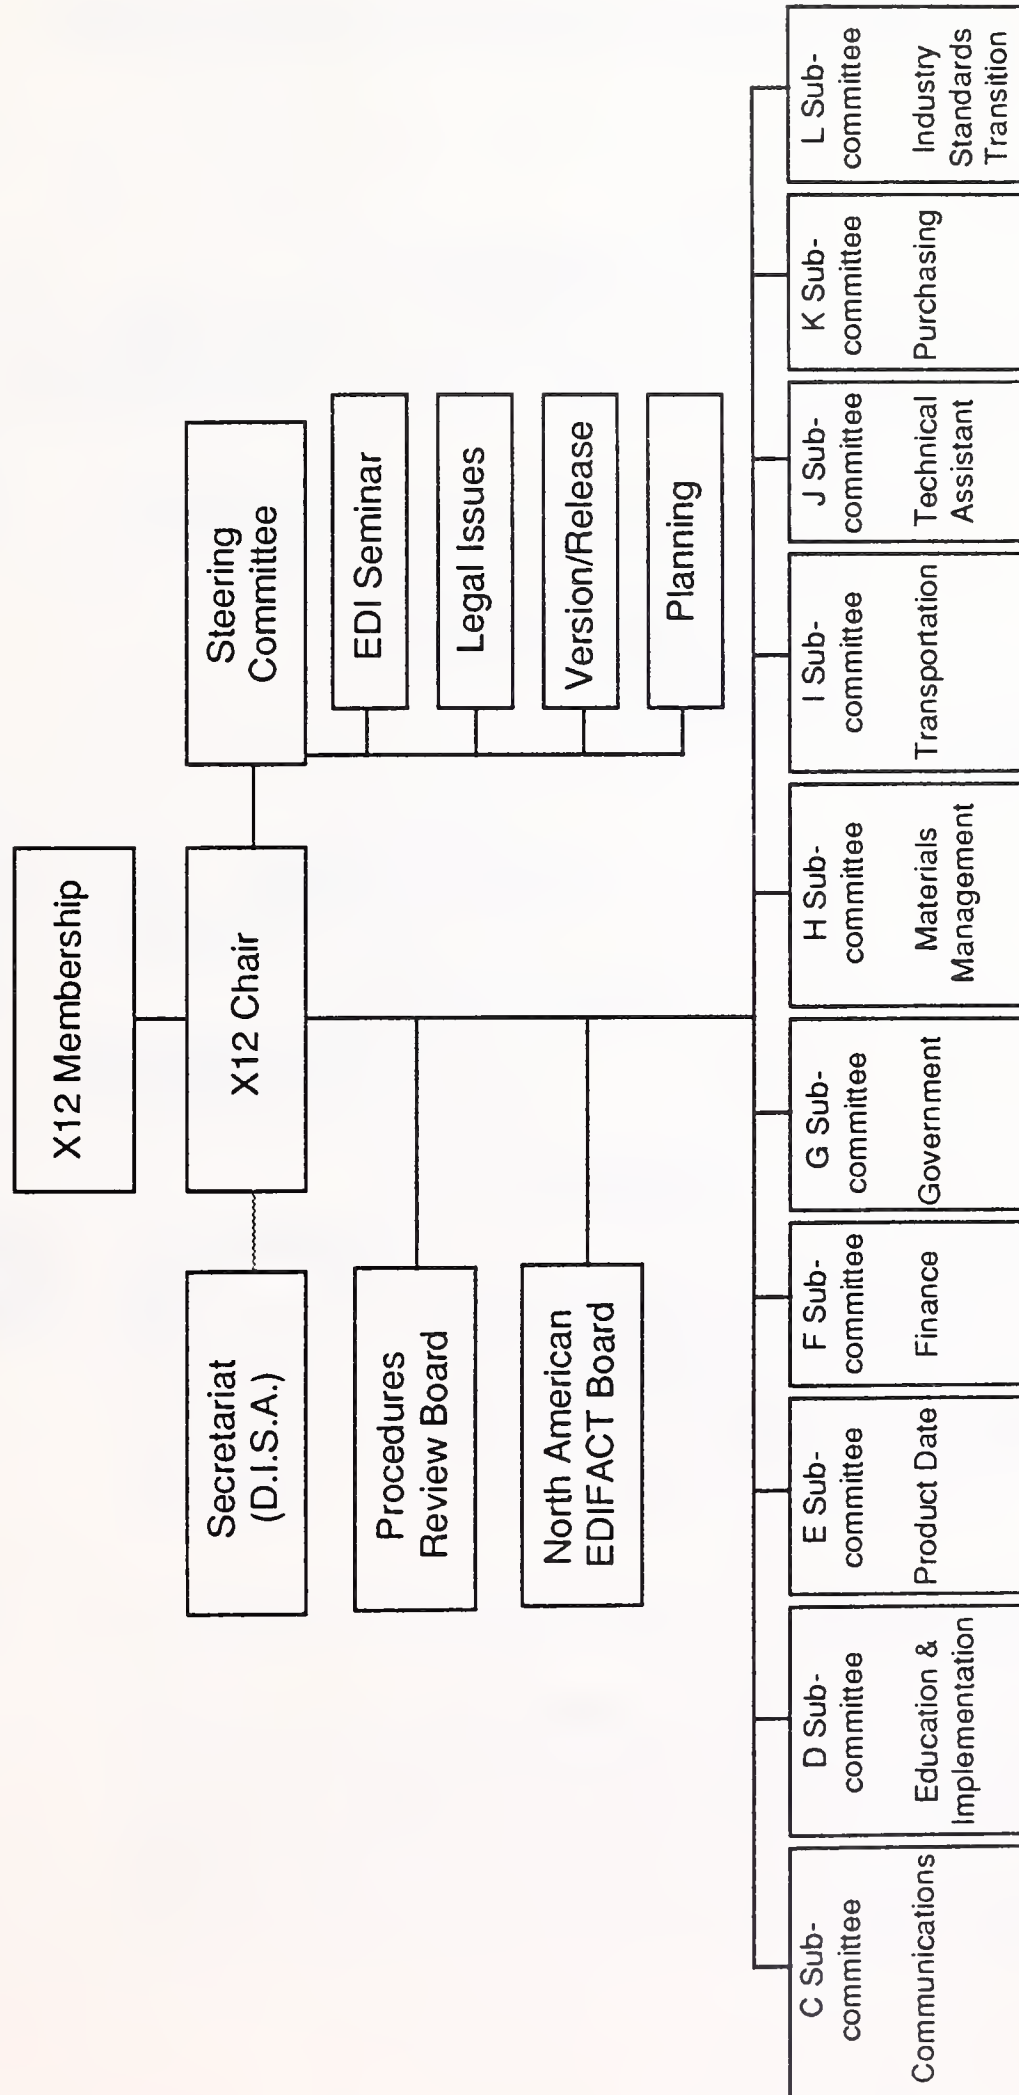 X12 Membership
Secretariat
(D.I.S.A.)
X12 Chair
Steering
Committee
Procedures
Review Board
North American
EDIFACT Board
EDI Seminar
Legal Issues
Version/Release
Planning
C Sub-
committee
Communications
D Sub-
committee
Education &
Implementation
E Sub-
committee
Product Date
F Sub-
committee
Finance
G Sub-
committee
Government
H Sub-
committee
Materials
Management
I Sub-
committee
Transportation
J Sub-
committee
Technical
Assistant
K Sub-
committee
Purchasing
L Sub-
committee
Industry
Standards
Transition